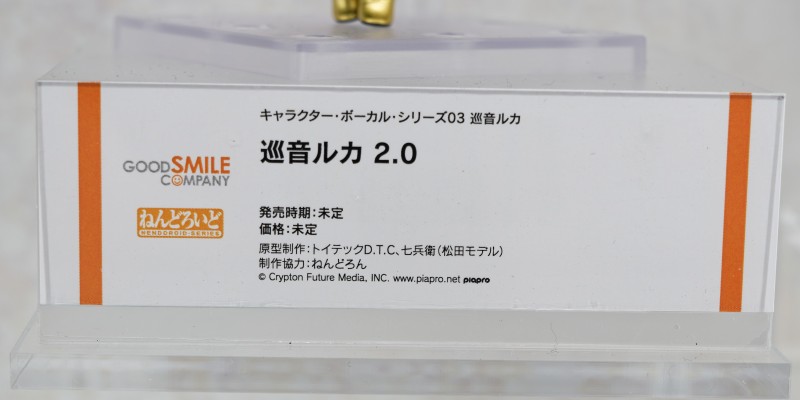 キャラクター・ボーカル・シリーズ03 巡音ルカ
巡音ルカ 2.0
GOODSMILE
COMPANY
ねんどろいど
NENDOROID・SERIES
発売時期：未定
価格：未定
原型制作：トイテックD.T.C、七兵衛（松田モデル）
制作協力：ねんどろん
© Crypton Future Media, INC. www.piapro.net piapro